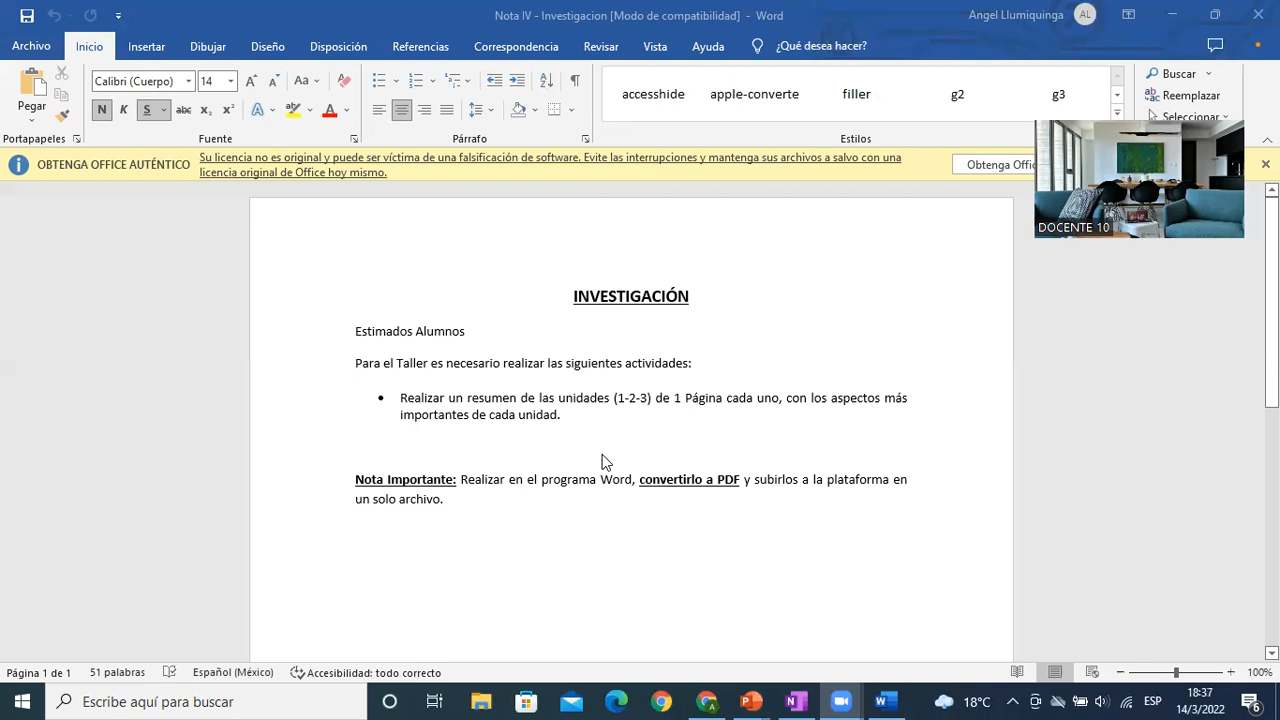 Nota IV - Investigacion [Modo de compatibilidad] - Word
Angel Llumiquinga
AL
Archivo
Inicio
Insertar
Dibujar
Diseño
Disposición
Referencias
Correspondencia
Revisar
Vista
Ayuda
¿Qué desea hacer?
Pegar
Calibri (Cuerpo)
14
N
K
S
abc
accesshide
apple-converte
filler
g2
g3
Buscar
Reemplazar
Seleccionar
Portapapeles
Fuente
Párrafo
Estilos
OBTENGA OFFICE AUTÉNTICO
Su licencia no es original y puede ser víctima de una falsificación de software. Evite las interrupciones y mantenga sus archivos a salvo con una
licencia original de Office hoy mismo.
Obtenga Offi
DOCENTE 10
INVESTIGACIÓN
Estimados Alumnos
Para el Taller es necesario realizar las siguientes actividades:
• Realizar un resumen de las unidades (1-2-3) de 1 Página cada uno, con los aspectos más
importantes de cada unidad.
Nota Importante: Realizar en el programa Word, convertirlo a PDF y subirlos a la plataforma en
un solo archivo.
Página 1 de 1
51 palabras
Español (México)
Accesibilidad: todo correcto
100%
Escribe aquí para buscar
18°C
ESP
18:37
14/3/2022
6